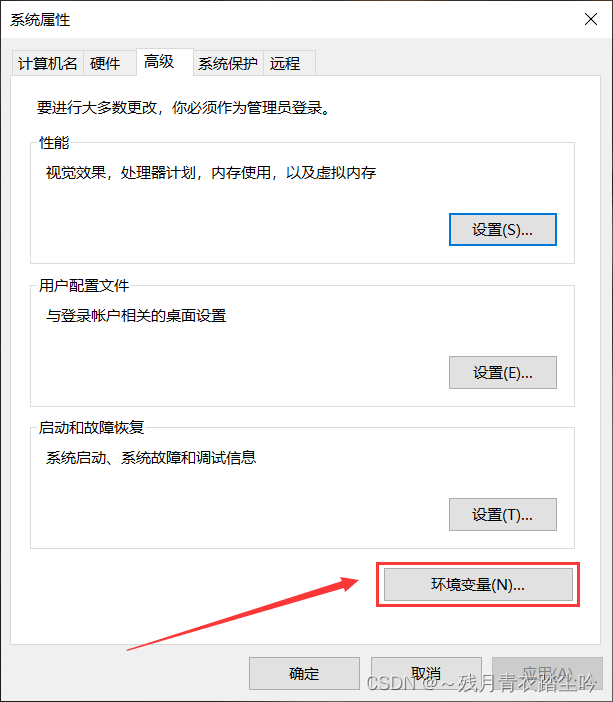 系统属性
计算机名 硬件 高级 系统保护 远程
要进行大多数更改，你必须作为管理员登录。
性能
视觉效果，处理器计划，内存使用，以及虚拟内存
设置(S)...
用户配置文件
与登录帐户相关的桌面设置
设置(E)...
启动和故障恢复
系统启动、系统故障和调试信息
设置(T)...
环境变量(N)...
确定 取消 应用(A)
CSDN @～残月青衣踏尘吟